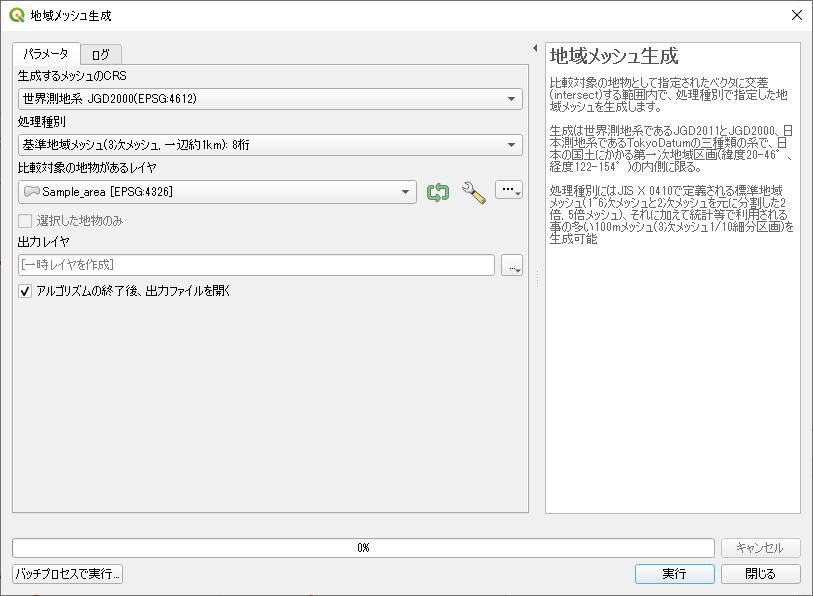 地域メッシュ生成
パラメータ
ログ
生成するメッシュのCRS
世界測地系 JGD2000(EPSG:4612)
処理種別
基準地域メッシュ(3次メッシュ, 一辺約1km): 8桁
比較対象の地物があるレイヤ
Sample_area [EPSG:4326]
...
選択した地物のみ
出力レイヤ
[一時レイヤを作成]
...
アルゴリズムの終了後、出力ファイルを開く
地域メッシュ生成
比較対象の地物として指定されたベクタに交差
(intersect)する範囲内で、処理種別で指定した地
域メッシュを生成します。
生成は世界測地系であるJGD2011とJGD2000、日
本測地系であるTokyoDatumの三種類の系で、日
本の国土にかかる第一次地域区画(緯度20-46°、
経度122-154°)の内側に限る。
処理種別にはJIS X 0410で定義される標準地域
メッシュ(1~6次メッシュと2次メッシュを元に分割した2
倍, 5倍メッシュ)、それに加えて統計等で利用される
事の多い100mメッシュ(3次メッシュ1/10細分区画)を
生成可能
0%
キャンセル
バッチプロセスで実行...
実行
閉じる